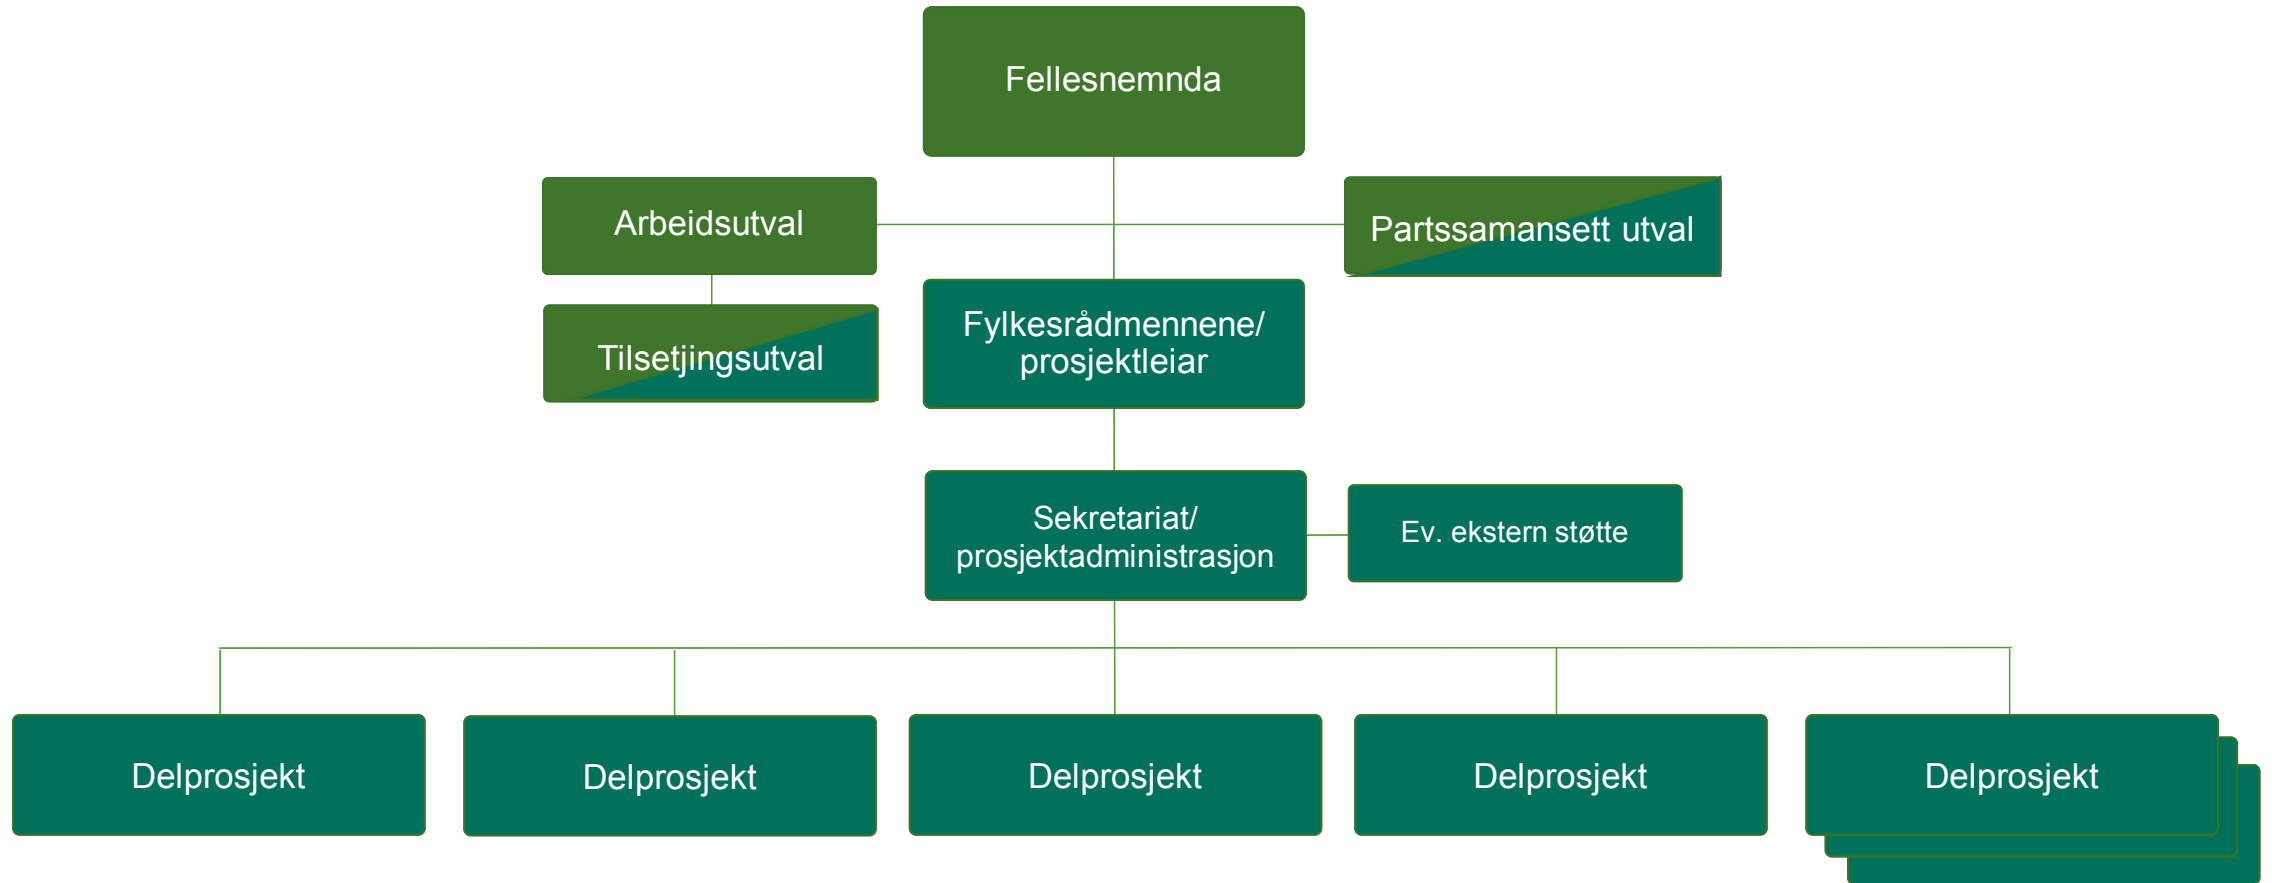 Fellesnemnda
Arbeidsutval
Partssamansett utval
Tilsetjingsutval
Fylkesrådmennene/
prosjektleiar
Sekretariat/
prosjektadministrasjon
Ev. ekstern støtte
Delprosjekt
Delprosjekt
Delprosjekt
Delprosjekt
Delprosjekt